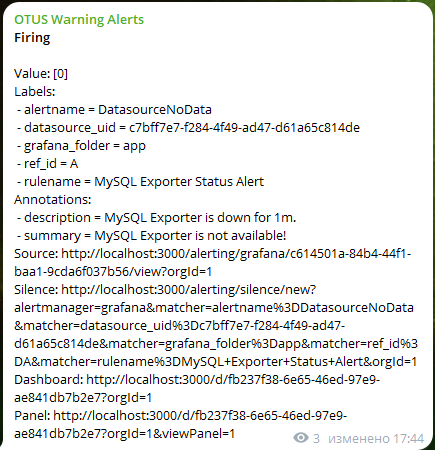 OTUS Warning Alerts
Firing
Value: [0]
Labels:
- alertname = DatasourceNoData
- datasource_uid = c7bff7e7-f284-4f49-ad47-d61a65c814de
- grafana_folder = app
- ref_id = A
- rulename = MySQL Exporter Status Alert
Annotations:
- description = MySQL Exporter is down for 1m.
- summary = MySQL Exporter is not available!
Source: http://localhost:3000/alerting/grafana/c614501a-84b4-44f1-
baa1-9cda6f037b56/view?orgId=1
Silence: http://localhost:3000/alerting/silence/new?
alertmanager=grafana&matcher=alertname%3DDatasourceNoData
&matcher=datasource_uid%3Dc7bff7e7-f284-4f49-ad47-
d61a65c814de&matcher=grafana_folder%3Dapp&matcher=ref_id%3
DA&matcher=rulename%3DMySQL+Exporter+Status+Alert&orgId=1
Dashboard: http://localhost:3000/d/fb237f38-6e65-46ed-97e9-
ae841db7b2e7?orgId=1
Panel: http://localhost:3000/d/fb237f38-6e65-46ed-97e9-
ae841db7b2e7?orgId=1&viewPanel=1
3 изменено 17:44